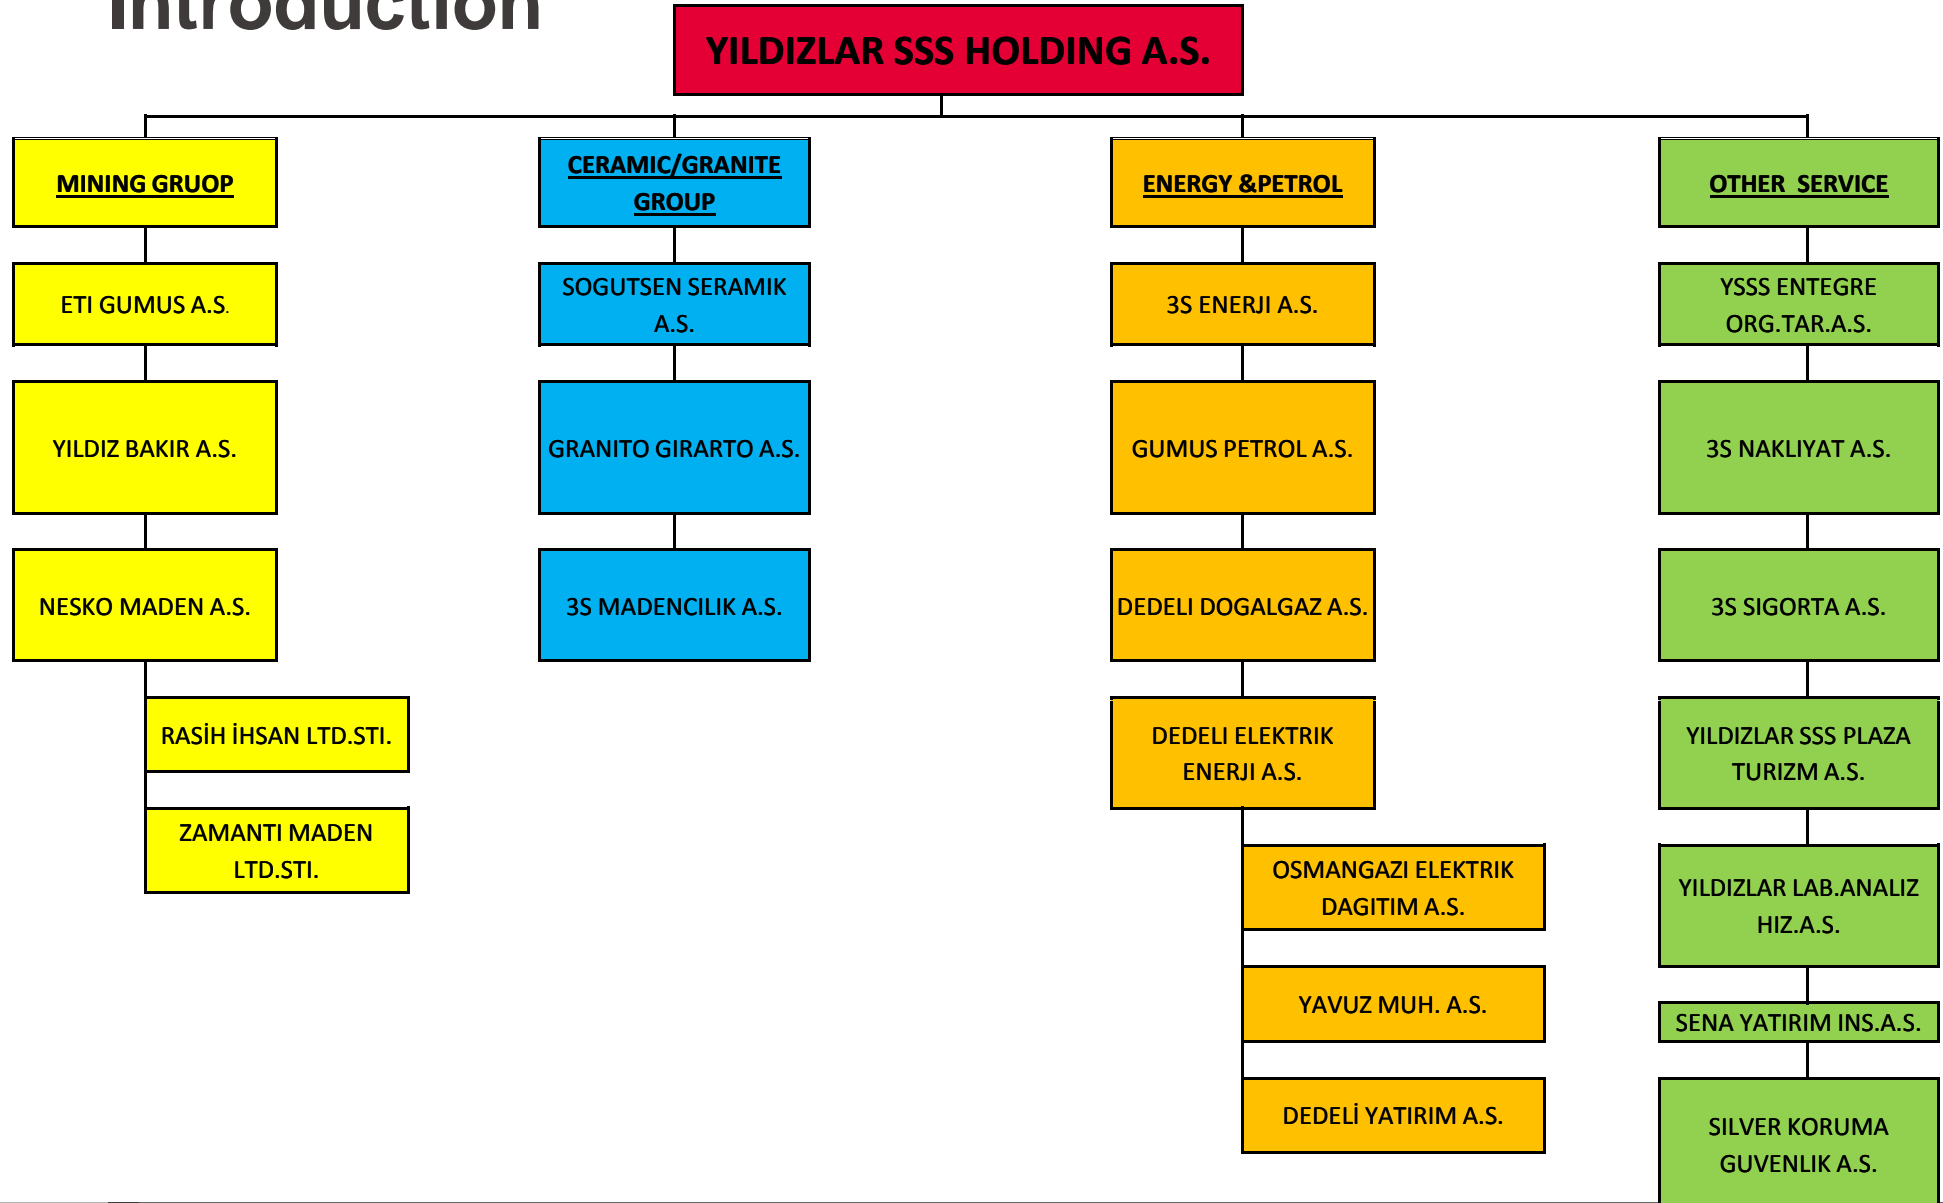 Introduction
YILDIZLAR SSS HOLDING A.S.
MINING GRUOP
ETI GUMUS A.S.
YILDIZ BAKIR A.S.
NESKO MADEN A.S.
RASİH İHSAN LTD.STI.
ZAMANTI MADEN
LTD.STI.
CERAMIC/GRANITE
GROUP
SOGUTSEN SERAMIK
A.S.
GRANITO GIRARTO A.S.
3S MADENCILIK A.S.
ENERGY &PETROL
3S ENERJI A.S.
GUMUS PETROL A.S.
DEDELI DOGALGAZ A.S.
DEDELI ELEKTRIK
ENERJI A.S.
OSMANGAZI ELEKTRIK
DAGITIM A.S.
YAVUZ MUH. A.S.
DEDELİ YATIRIM A.S.
OTHER  SERVICE
YSSS ENTEGRE
ORG.TAR.A.S.
3S NAKLIYAT A.S.
3S SIGORTA A.S.
YILDIZLAR SSS PLAZA
TURIZM A.S.
YILDIZLAR LAB.ANALIZ
HIZ.A.S.
SENA YATIRIM INS.A.S.
SILVER KORUMA
GUVENLIK A.S.